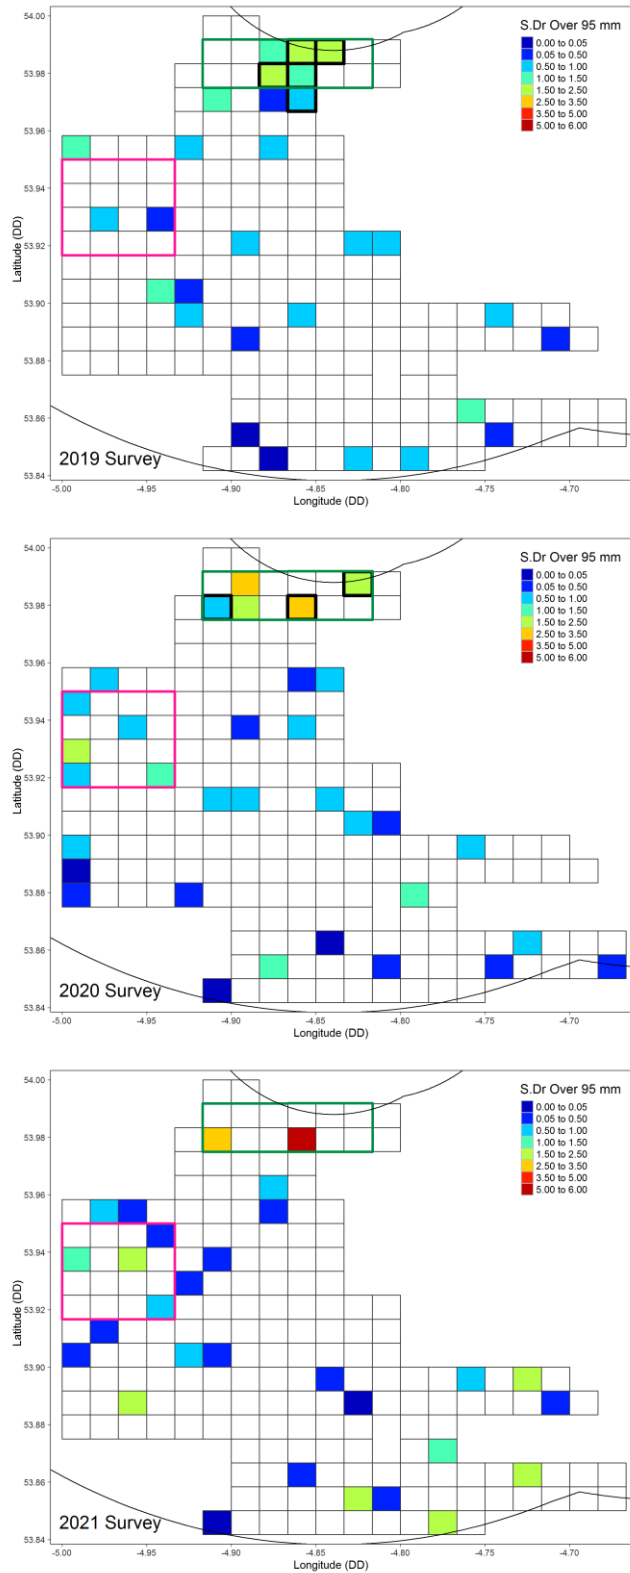 S.Dr Over 95 mm
0.00 to 0.05
0.05 to 0.50
0.50 to 1.00
1.00 to 1.50
1.50 to 2.50
2.50 to 3.50
3.50 to 5.00
5.00 to 6.00
Latitude (DD)
54.00
53.98
53.96
53.94
53.92
53.90
53.88
53.86
53.84
2019 Survey
-5.00 -4.95 -4.90 -4.85 -4.80 -4.75 -4.70
Longitude (DD)
S.Dr Over 95 mm
0.00 to 0.05
0.05 to 0.50
0.50 to 1.00
1.00 to 1.50
1.50 to 2.50
2.50 to 3.50
3.50 to 5.00
5.00 to 6.00
Latitude (DD)
54.00
53.98
53.96
53.94
53.92
53.90
53.88
53.86
53.84
2020 Survey
-5.00 -4.95 -4.90 -4.85 -4.80 -4.75 -4.70
Longitude (DD)
S.Dr Over 95 mm
0.00 to 0.05
0.05 to 0.50
0.50 to 1.00
1.00 to 1.50
1.50 to 2.50
2.50 to 3.50
3.50 to 5.00
5.00 to 6.00
Latitude (DD)
54.00
53.98
53.96
53.94
53.92
53.90
53.88
53.86
53.84
2021 Survey
-5.00 -4.95 -4.90 -4.85 -4.80 -4.75 -4.70
Longitude (DD)